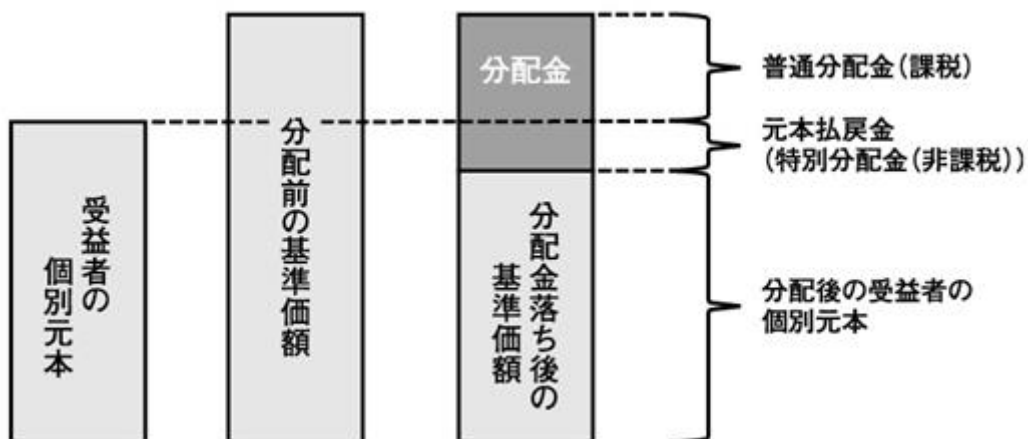 受益者の
個別元本
分配前の基準価額
分配金
分配金落ち後の
基準価額
普通分配金(課税)
元本払戻金
(特別分配金(非課税))
分配後の受益者の
個別元本